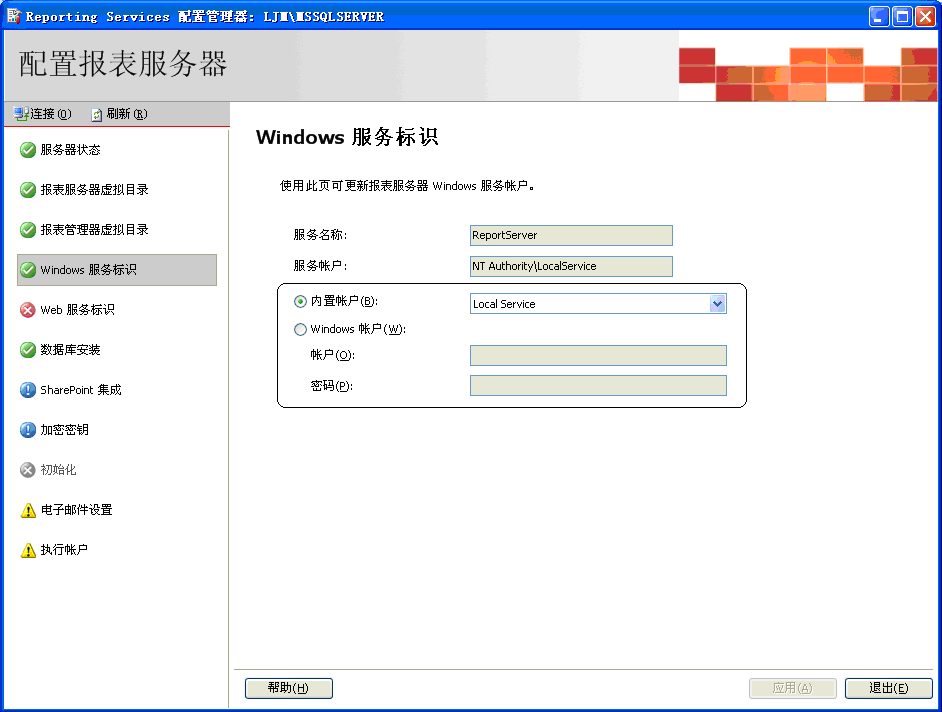 Reporting Services 配置管理器: LJM\MSSQLSERVER
配置报表服务器
连接(O) 刷新(R)
服务器状态
报表服务器虚拟目录
报表管理器虚拟目录
Windows 服务标识
Web 服务标识
数据库安装
SharePoint 集成
加密密钥
初始化
电子邮件设置
执行帐户
Windows 服务标识
使用此页可更新报表服务器 Windows 服务帐户。
服务名称: ReportServer
服务帐户: NT Authority\LocalService
内置帐户(B): Local Service
Windows 帐户(W):
帐户(O):
密码(P):
帮助(H) 应用(A) 退出(E)